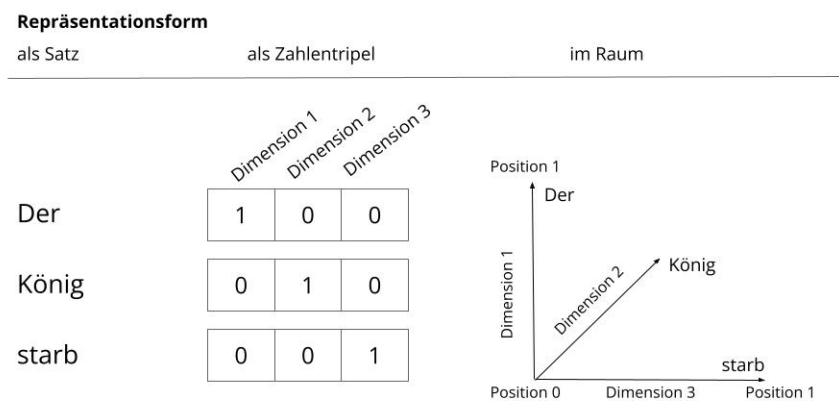 Repräsentationsform
als Satz als Zahlentripel im Raum
Dimension 1 Dimension 2 Dimension 3
Der 1 0 0
König 0 1 0
starb 0 0 1
Position 1
Der
König
Dimension 1
Dimension 2
starb
Position 0 Dimension 3 Position 1